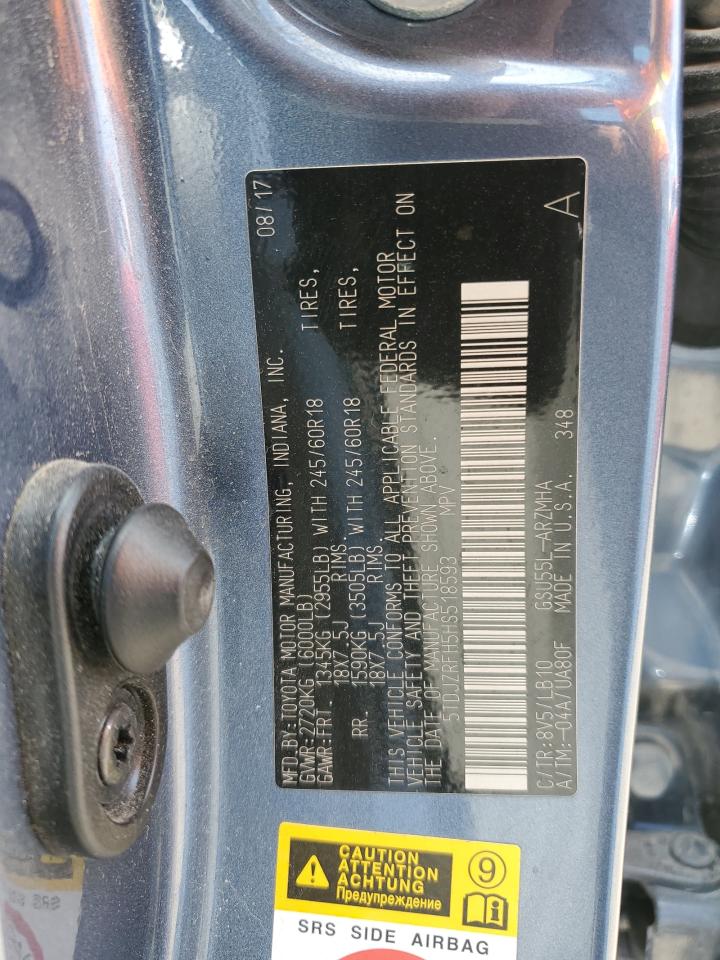 MFD.BY:TOYOTA MOTOR MANUFACTURING, INDIANA, INC. 08/17
GVWR:2720KG (6000LB)
GAWR:FRT. 1345KG (2955LB) WITH 245/60R18 TIRES,
18X7.5J RIMS.
RR. 1590KG (3505LB) WITH 245/60R18 TIRES,
18X7.5J RIMS.
THIS VEHICLE CONFORMS TO ALL APPLICABLE FEDERAL MOTOR
VEHICLE SAFETY AND THEFT PREVENTION STANDARDS IN EFFECT ON
THE DATE OF MANUFACTURE SHOWN ABOVE.
5TDJZRFH5HS518593 MPV
C/TR:8V5/LB10 GSU55L-ARZMHA
A/TM:-04A/UA80F MADE IN U.S.A. 348 A
CAUTION
ATTENTION
ACHTUNG
Предупреждение
9
SRS SIDE AIRBAG